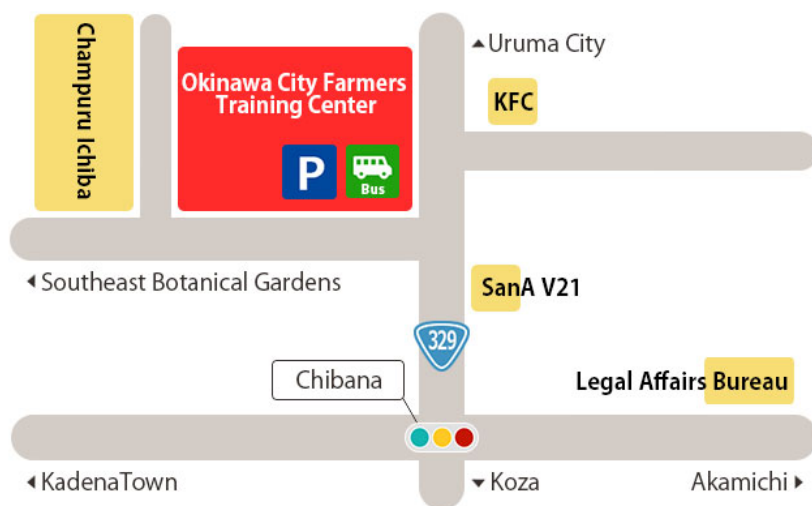 Champuru Ichiba
Okinawa City Farmers
Training Center
P
Bus
▲Uruma City
KFC
◀Southeast Botanical Gardens
SanA V21
329
Chibana
Legal Affairs Bureau
◀KadenaTown
▼Koza
Akamichi▶